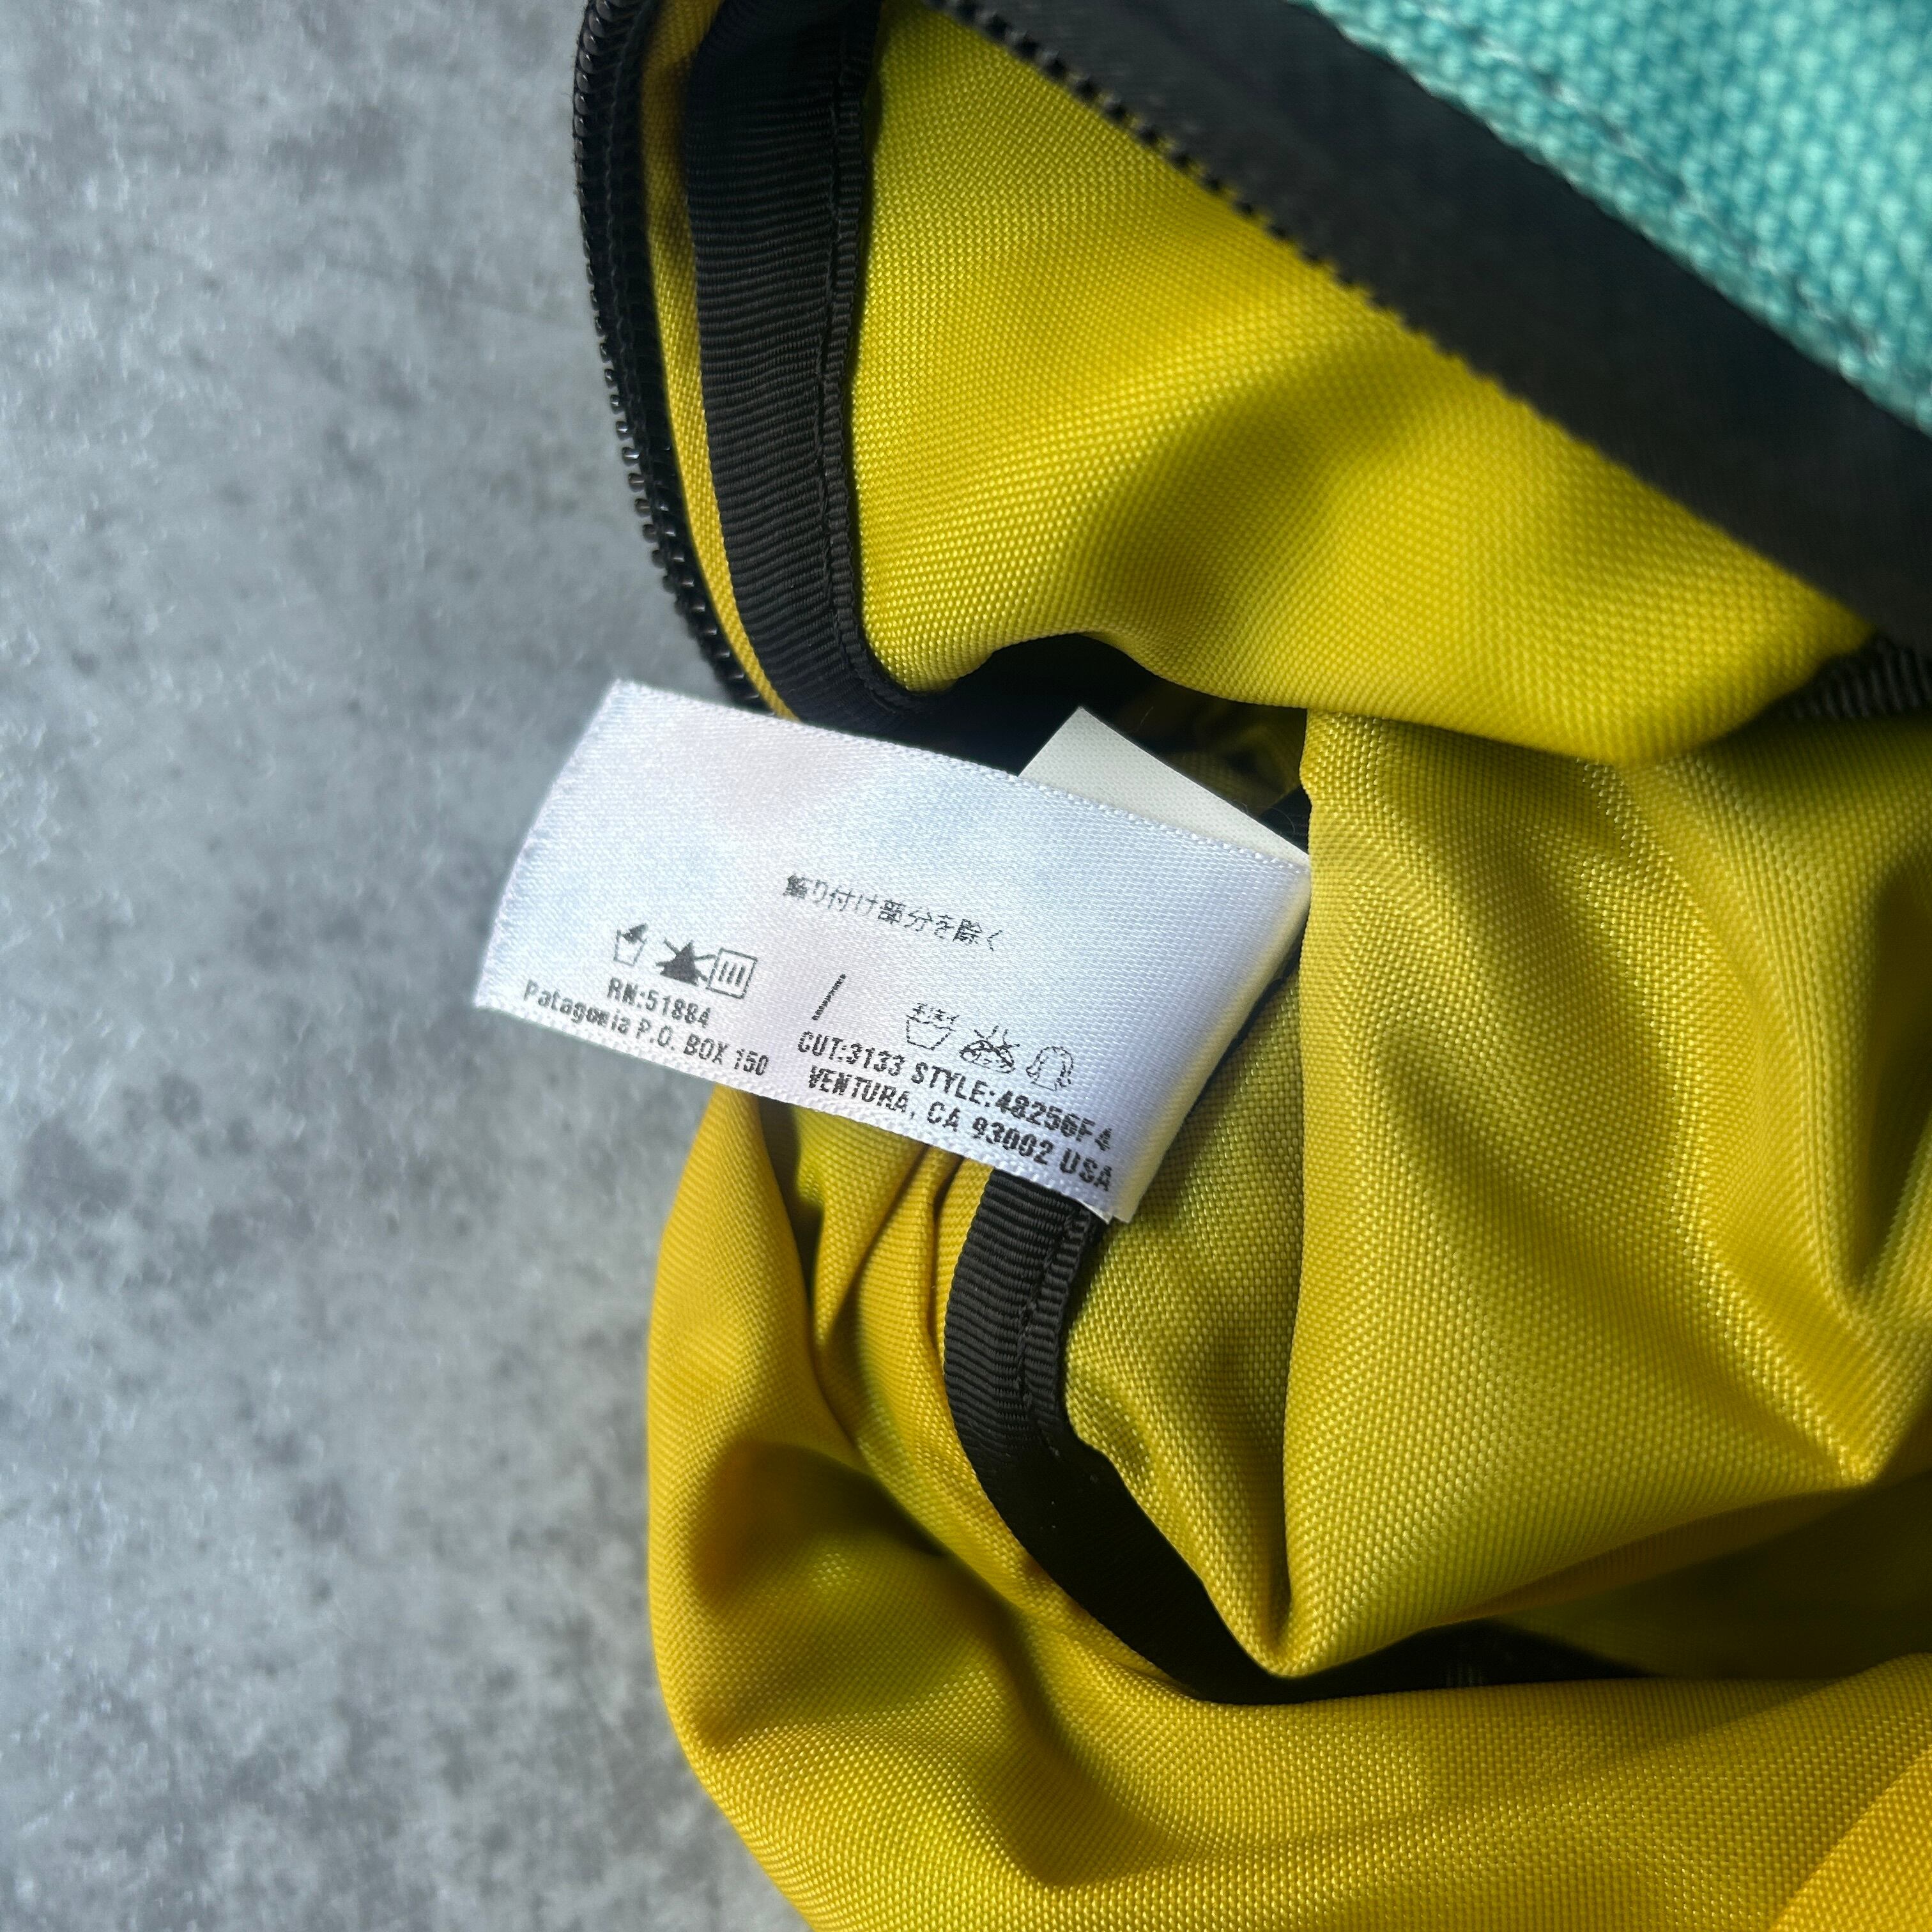 飾り付け部分を除く
RN:51884
CUT:3133 STYLE:48256F4
Patagonia P.O. BOX 150 VENTURA, CA 93002 USA